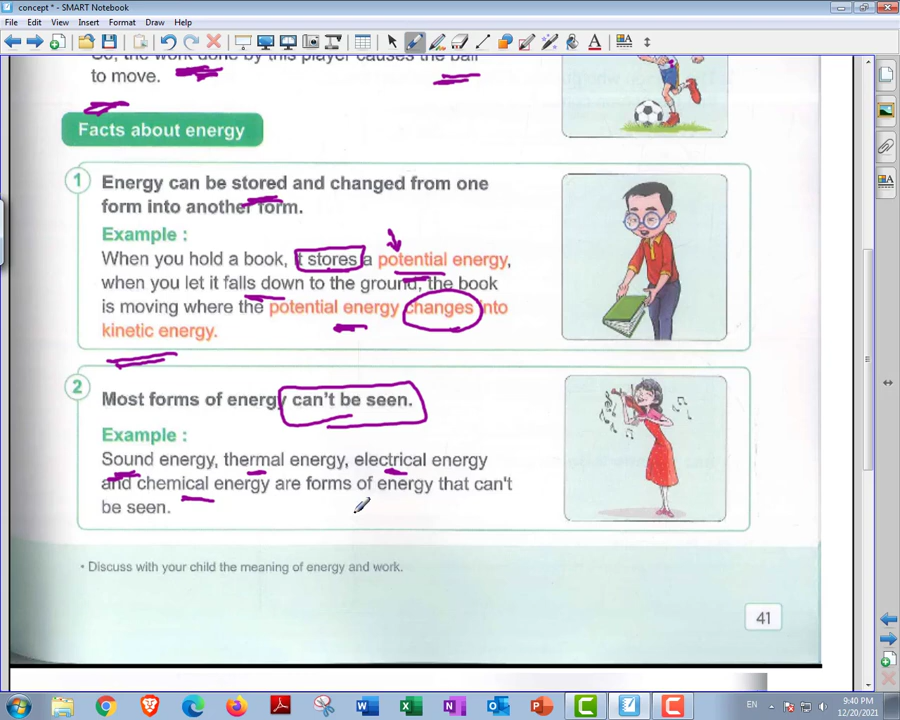 concept * - SMART Notebook
File Edit View Insert Format Draw Help
So, the work done by this player causes the ball
to move.
Facts about energy
1 Energy can be stored and changed from one
form into another form.
Example :
When you hold a book, it stores a potential energy,
when you let it falls down to the ground, the book
is moving where the potential energy changes into
kinetic energy.
2 Most forms of energy can't be seen.
Example :
Sound energy, thermal energy, electrical energy
and chemical energy are forms of energy that can't
be seen.
• Discuss with your child the meaning of energy and work.
41
EN 9:40 PM
12/20/2021